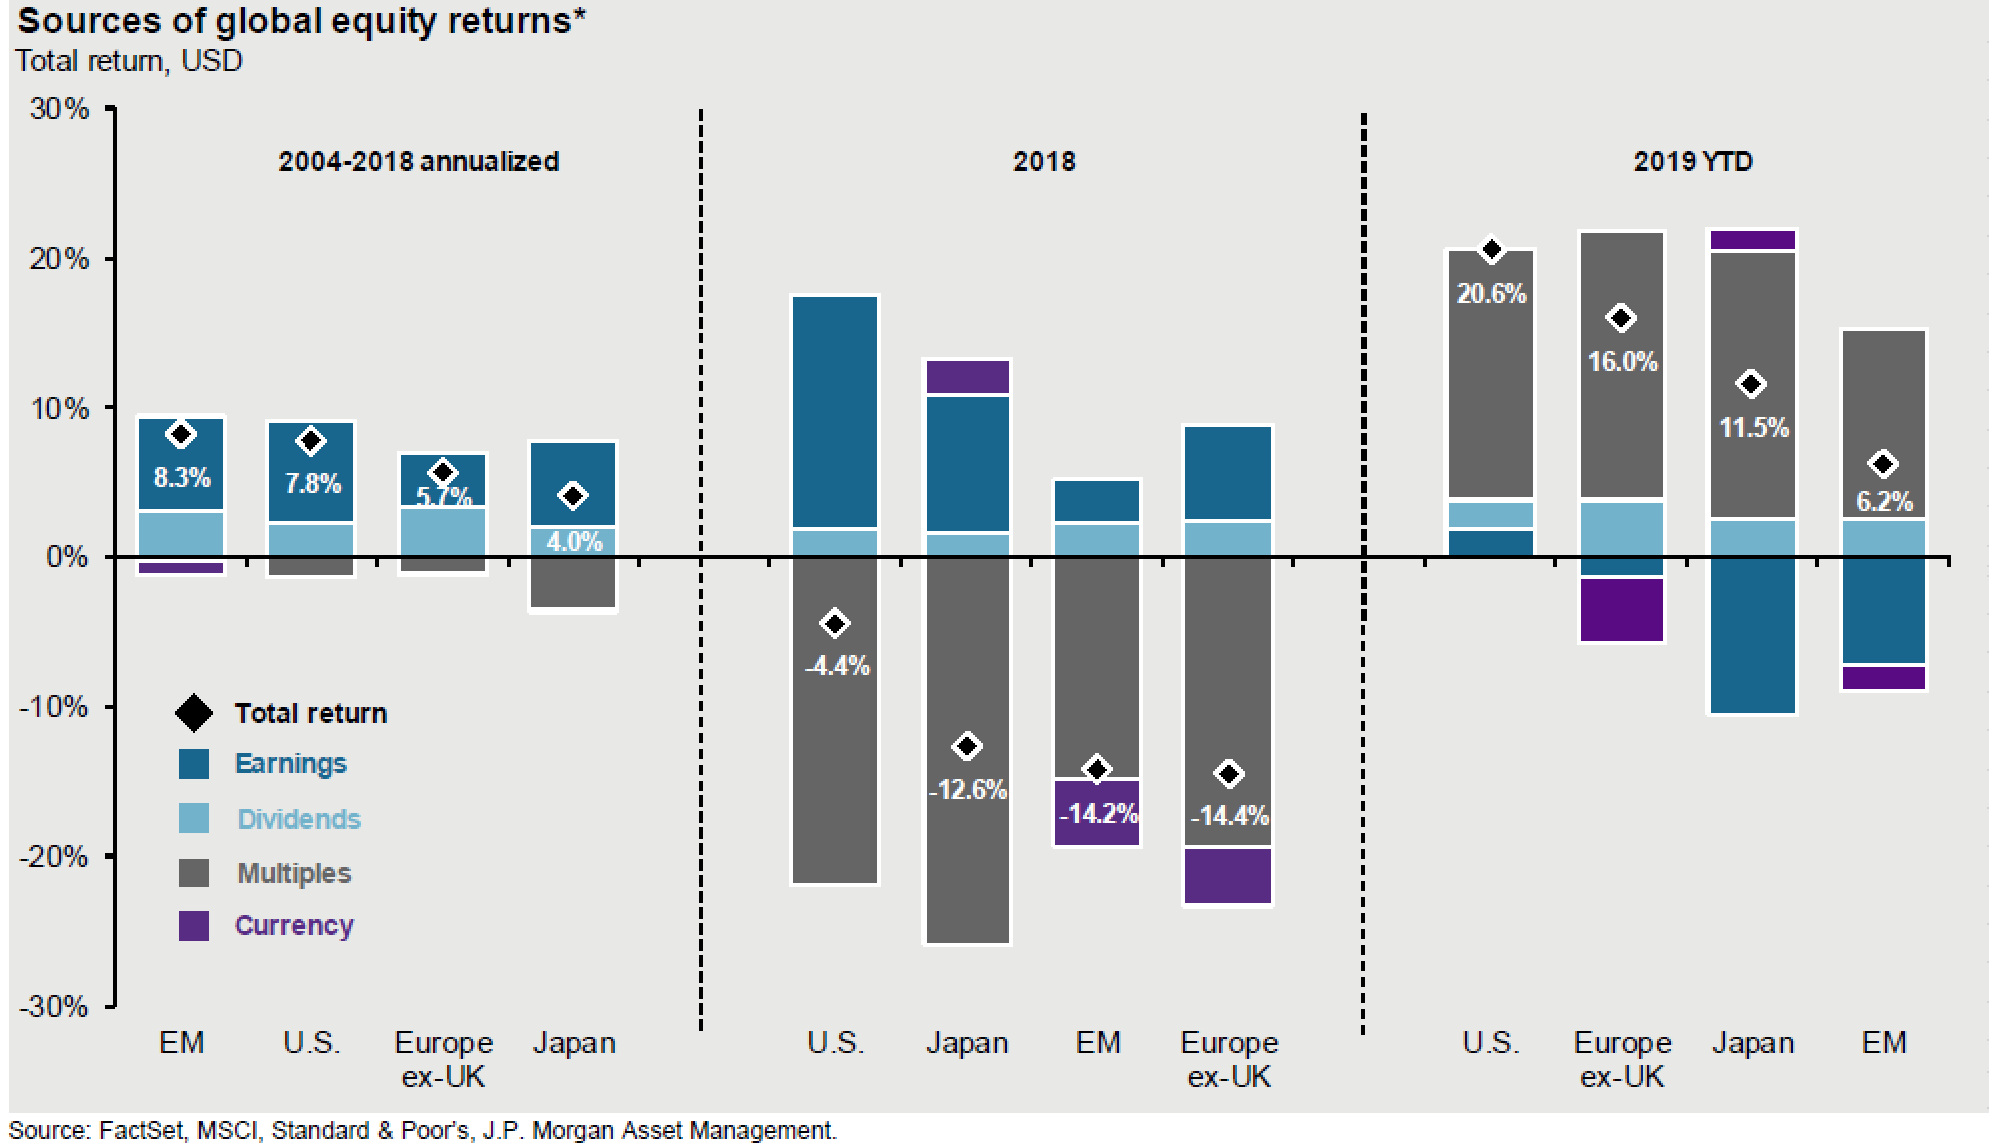 Sources of global equity returns*
Total return, USD
30%
20%
10%
0%
-10%
-20%
-30%
2004-2018 annualized
2018
2019 YTD
8.3%
7.8%
5.7%
4.0%
-4.4%
-12.6%
-14.2%
-14.4%
20.6%
16.0%
11.5%
6.2%
Total return
Earnings
Dividends
Multiples
Currency
EM
U.S.
Europe
ex-UK
Japan
U.S.
Japan
EM
Europe
ex-UK
U.S.
Europe
ex-UK
Japan
EM
Source: FactSet, MSCI, Standard & Poor's, J.P. Morgan Asset Management.